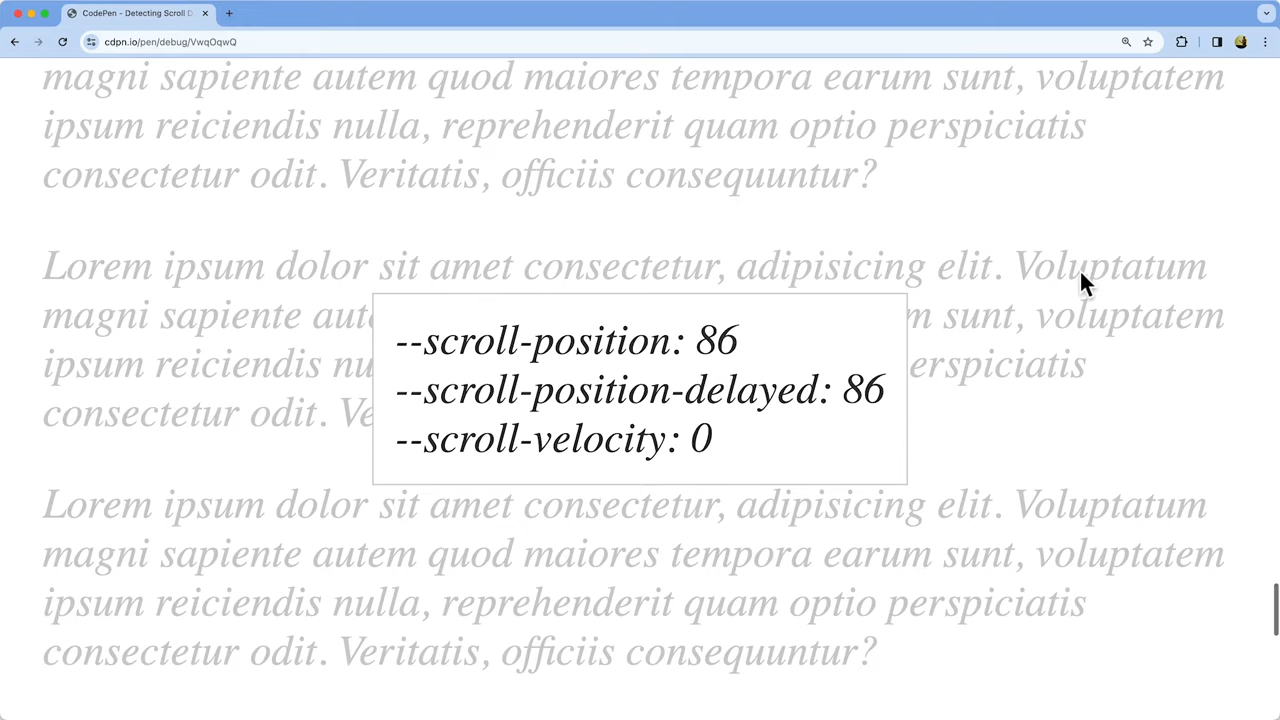 CodePen - Detecting Scroll D
cdpn.io/pen/debug/VwqOqwQ
magni sapiente autem quod maiores tempora earum sunt, voluptatem
ipsum reiciendis nulla, reprehenderit quam optio perspiciatis
consectetur odit. Veritatis, officiis consequuntur?
Lorem ipsum dolor sit amet consectetur, adipisicing elit. Voluptatum
magni sapiente aut
m sunt, voluptatem
ipsum reiciendis nu
erspiciatis
consectetur odit. Ve
--scroll-position: 86
--scroll-position-delayed: 86
--scroll-velocity: 0
Lorem ipsum dolor sit amet consectetur, adipisicing elit. Voluptatum
magni sapiente autem quod maiores tempora earum sunt, voluptatem
ipsum reiciendis nulla, reprehenderit quam optio perspiciatis
consectetur odit. Veritatis, officiis consequuntur?